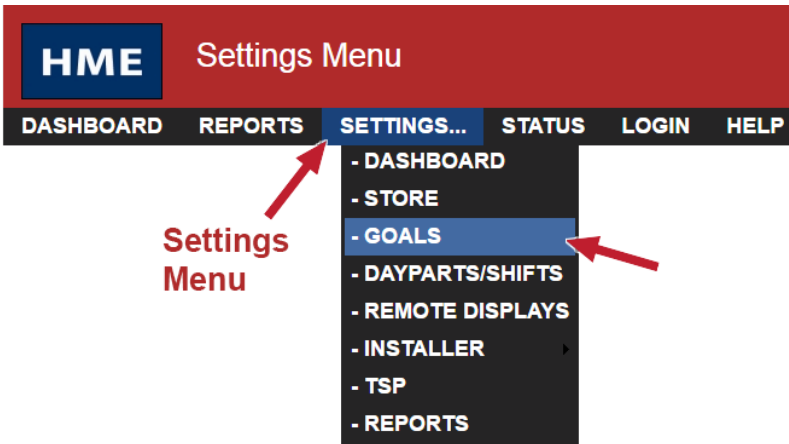 HME Settings Menu
DASHBOARD REPORTS SETTINGS... STATUS LOGIN HELP
- DASHBOARD
- STORE
- GOALS
- DAYPARTS/SHIFTS
- REMOTE DISPLAYS
- INSTALLER
- TSP
- REPORTS
Settings
Menu